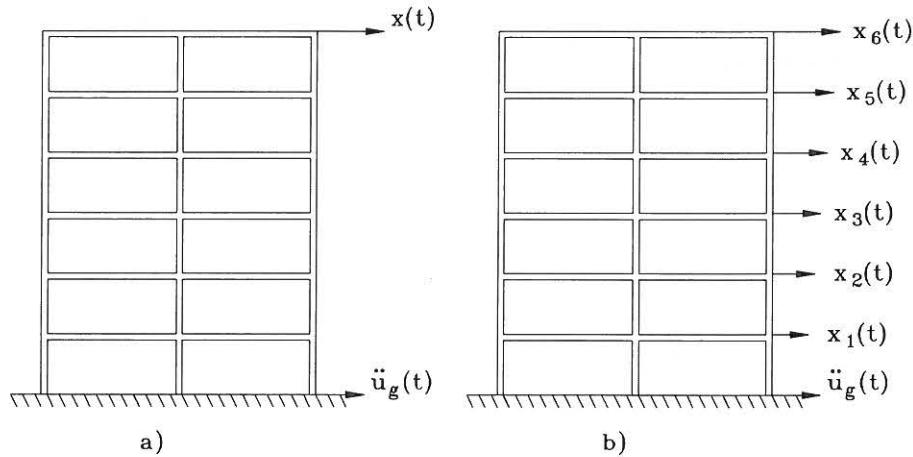 x(t)
ü_g(t)
a)
x_6(t)
x_5(t)
x_4(t)
x_3(t)
x_2(t)
x_1(t)
ü_g(t)
b)